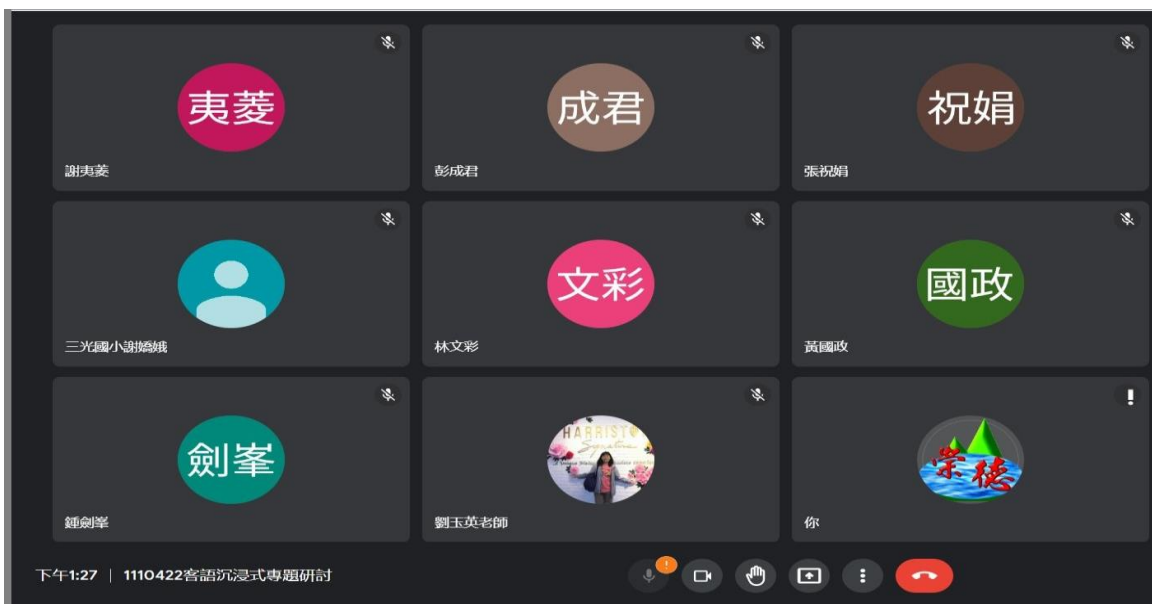 夷菱
謝夷菱
成君
彭成君
祝娟
張祝娟
三光國小謝嬌娥
文彩
林文彩
國政
黃國政
劍峯
鍾劍峯
HARRIST
Signature
劉玉英老師
崇德
你
下午1:27 | 1110422客語沉浸式專題研討